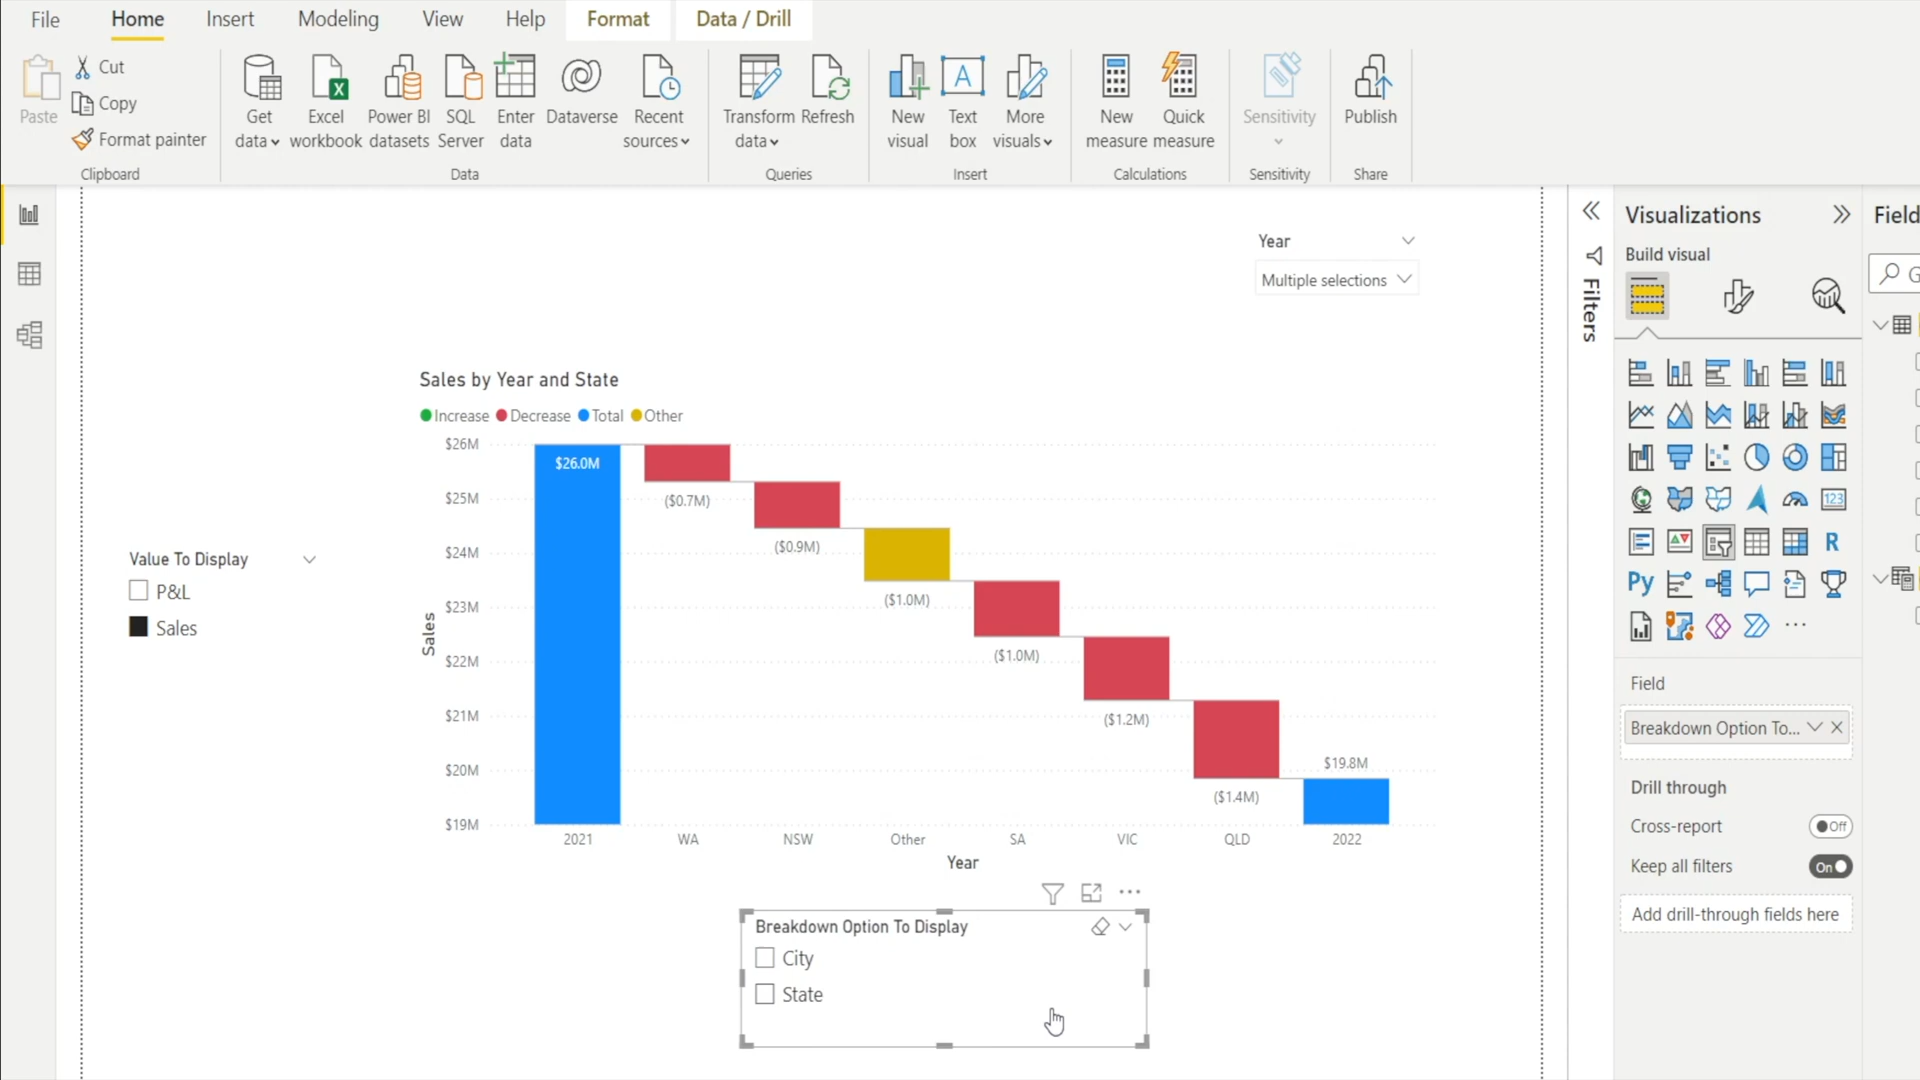 File Home Insert Modeling View Help Format Data / Drill
Paste
Cut
Copy
Format painter
Clipboard
Get data
Excel workbook
Power BI datasets
SQL Server
Enter data
Dataverse
Recent sources
Data
Transform data
Refresh
Queries
New visual
Text box
More visuals
Insert
New measure
Quick measure
Calculations
Sensitivity
Sensitivity
Publish
Share
Year
Multiple selections
Sales by Year and State
Increase Decrease Total Other
$26M
$25M
$24M
$23M
$22M
$21M
$20M
$19M
Sales
$26.0M
($0.7M)
($0.9M)
($1.0M)
($1.0M)
($1.2M)
($1.4M)
$19.8M
2021 WA NSW Other SA VIC QLD 2022
Year
Value To Display
P&L
Sales
Breakdown Option To Display
City
State
Filters
Visualizations
Build visual
123
R
Py
Field
Breakdown Option To...
Drill through
Cross-report
Off
Keep all filters
On
Add drill-through fields here